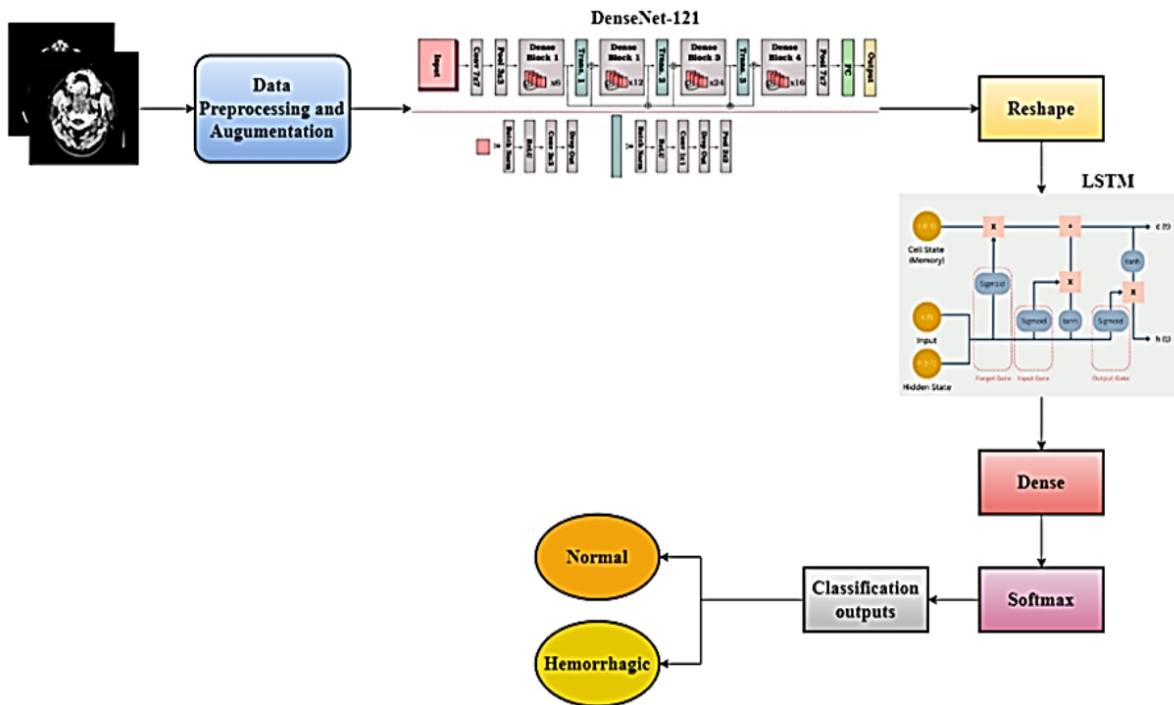 DenseNet-121
Data
Preprocessing and
Augumentation
Input
Conv 7x7
Pool 3x3
Dense
Block 1
x6
Trans. 1
Dense
Block 1
x12
Trans. 2
Dense
Block 3
x24
Trans. 3
Dense
Block 4
x16
Pool 7x7
FC
Output
Batch Norm
ReLU
Conv 3x3
Drop Out
Batch Norm
ReLU
Conv 1x1
Drop Out
Pool 2x2
Reshape
LSTM
Cell State
(Memory)
X
c (t)
tanh
Sigmoid
X
X
x (t)
Input
Sigmoid
tanh
Sigmoid
h (t)
Hidden State
Forget Gate
Input Gate
Output Gate
Dense
Softmax
Classification
outputs
Normal
Hemorrhagic